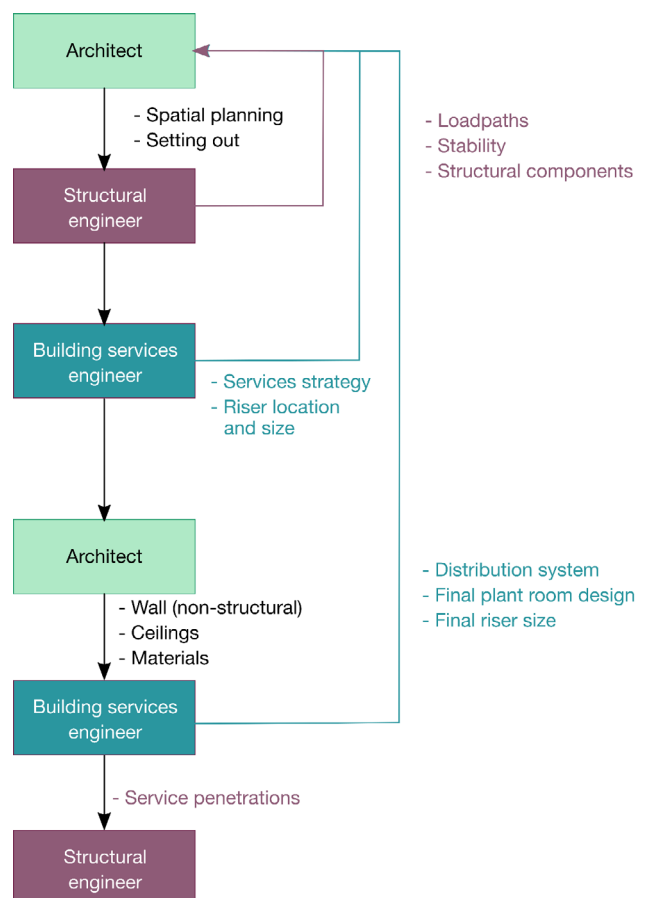 Architect
- Spatial planning
- Setting out
- Loadpaths
- Stability
- Structural components
Structural
engineer
Building services
engineer
- Services strategy
- Riser location
and size
Architect
- Wall (non-structural)
- Ceilings
- Materials
- Distribution system
- Final plant room design
- Final riser size
Building services
engineer
- Service penetrations
Structural
engineer